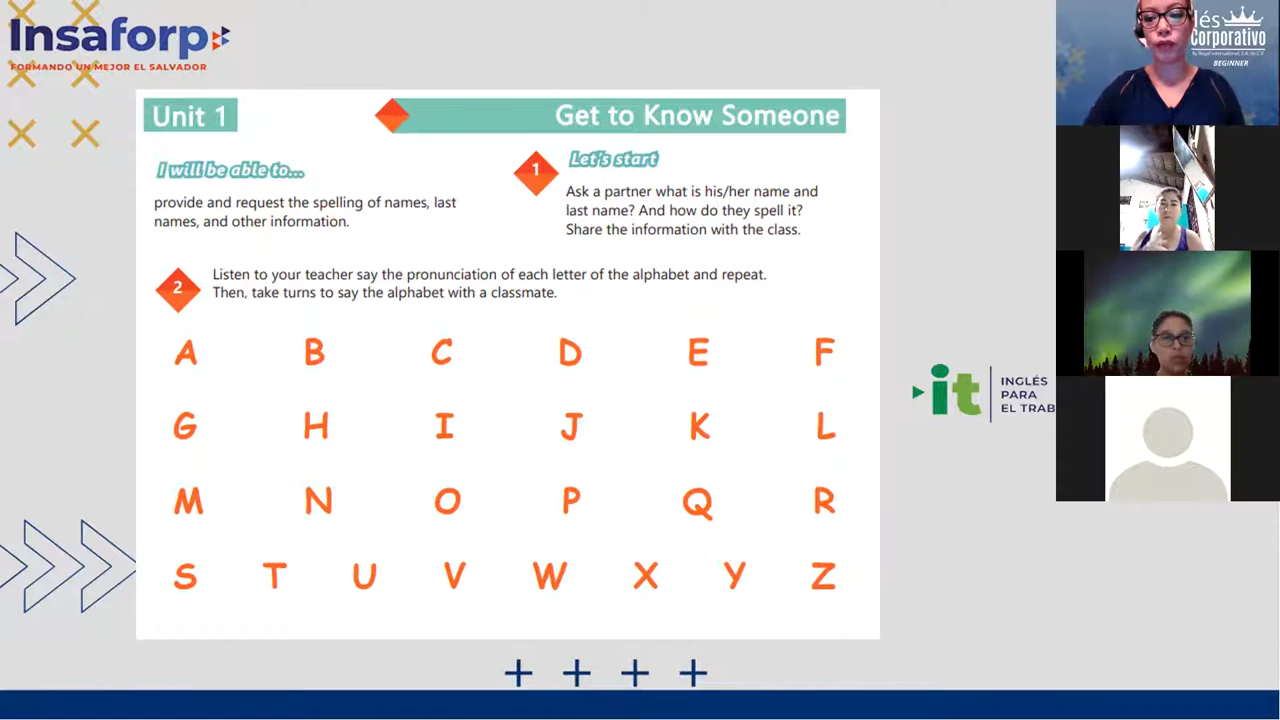 Insaforp
FORMANDO UN MEJOR EL SALVADOR
Unit 1
Get to Know Someone
I will be able to...
provide and request the spelling of names, last
names, and other information.
1
Let's start
Ask a partner what is his/her name and
last name? And how do they spell it?
Share the information with the class.
2
Listen to your teacher say the pronunciation of each letter of the alphabet and repeat.
Then, take turns to say the alphabet with a classmate.
A B C D E F
G H I J K L
M N O P Q R
S T U V W X Y Z
it
INGLÉS
PARA
EL TRAB
lés
Corporativo
BEGINNER